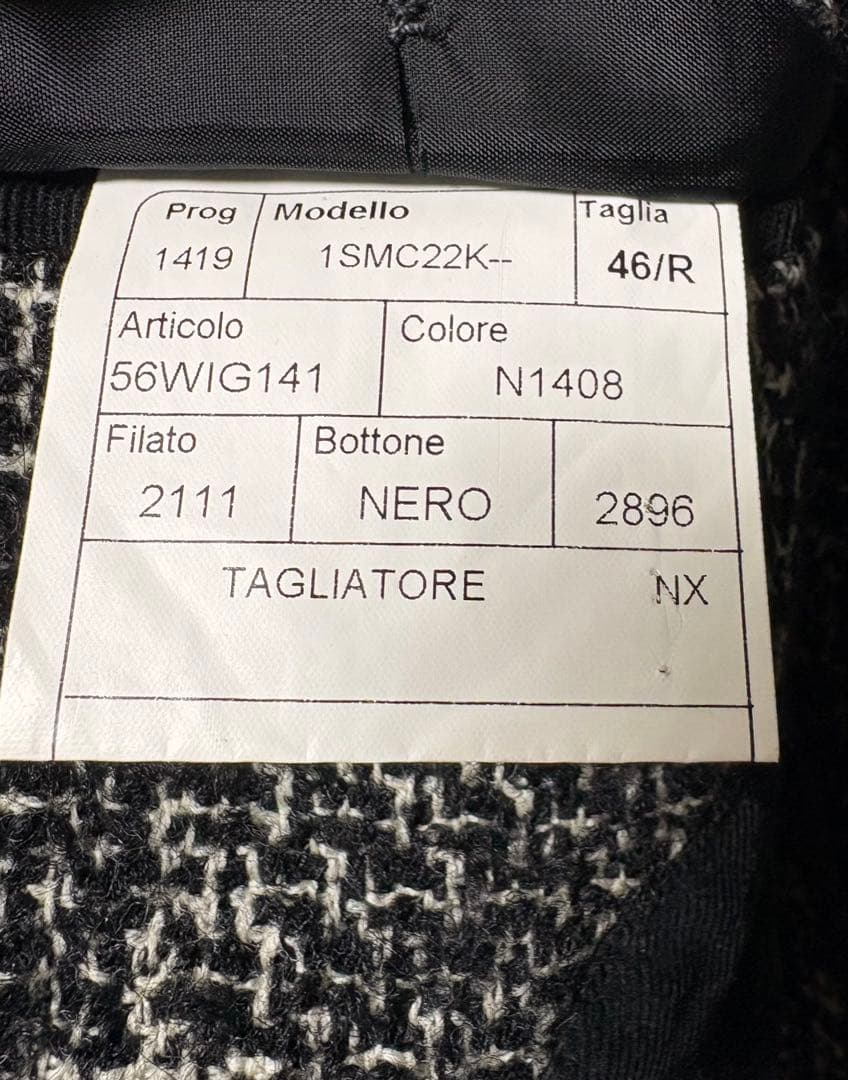 Prog Modello Taglia
1419 1SMC22K-- 46/R
Articolo Colore
56WIG141 N1408
Filato Bottone
2111 NERO 2896
TAGLIATORE NX